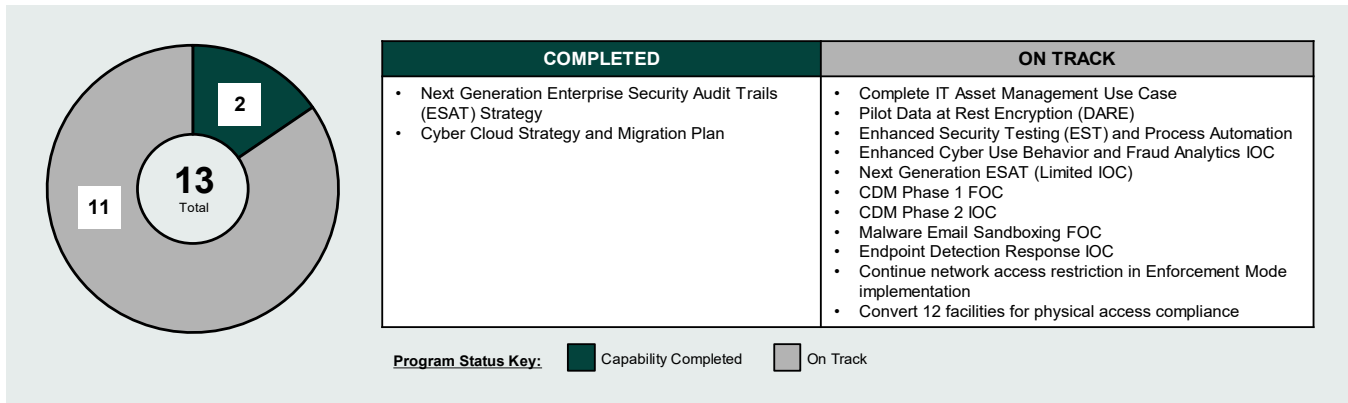 2
13
Total
11
COMPLETED
• Next Generation Enterprise Security Audit Trails
(ESAT) Strategy
• Cyber Cloud Strategy and Migration Plan
ON TRACK
• Complete IT Asset Management Use Case
• Pilot Data at Rest Encryption (DARE)
• Enhanced Security Testing (EST) and Process Automation
• Enhanced Cyber Use Behavior and Fraud Analytics IOC
• Next Generation ESAT (Limited IOC)
• CDM Phase 1 FOC
• CDM Phase 2 IOC
• Malware Email Sandboxing FOC
• Endpoint Detection Response IOC
• Continue network access restriction in Enforcement Mode
implementation
• Convert 12 facilities for physical access compliance
Program Status Key: Capability Completed On Track